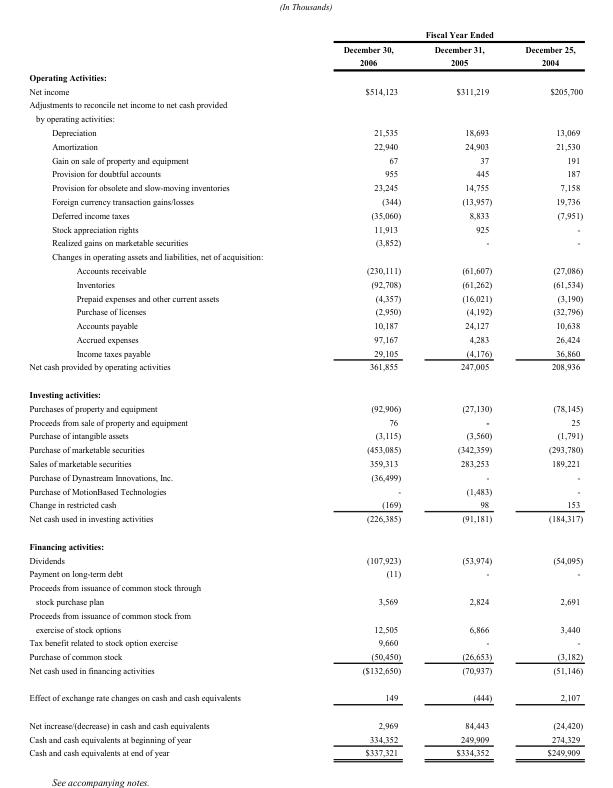 (In Thousands)
Fiscal Year Ended
December 30, December 31, December 25,
2006 2005 2004
Operating Activities:
Net income $514,123 $311,219 $205,700
Adjustments to reconcile net income to net cash provided
by operating activities:
Depreciation 21,535 18,693 13,069
Amortization 22,940 24,903 21,530
Gain on sale of property and equipment 67 37 191
Provision for doubtful accounts 955 445 187
Provision for obsolete and slow-moving inventories 23,245 14,755 7,158
Foreign currency transaction gains/losses (344) (13,957) 19,736
Deferred income taxes (35,060) 8,833 (7,951)
Stock appreciation rights 11,913 925 -
Realized gains on marketable securities (3,852) - -
Changes in operating assets and liabilities, net of acquisition:
Accounts receivable (230,111) (61,607) (27,086)
Inventories (92,708) (61,262) (61,534)
Prepaid expenses and other current assets (4,357) (16,021) (3,190)
Purchase of licenses (2,950) (4,192) (32,796)
Accounts payable 10,187 24,127 10,638
Accrued expenses 97,167 4,283 26,424
Income taxes payable 29,105 (4,176) 36,860
Net cash provided by operating activities 361,855 247,005 208,936
Investing activities:
Purchases of property and equipment (92,906) (27,130) (78,145)
Proceeds from sale of property and equipment 76 - 25
Purchase of intangible assets (3,115) (3,560) (1,791)
Purchase of marketable securities (453,085) (342,359) (293,780)
Sales of marketable securities 359,313 283,253 189,221
Purchase of Dynastream Innovations, Inc. (36,499) - -
Purchase of MotionBased Technologies - (1,483) -
Change in restricted cash (169) 98 153
Net cash used in investing activities (226,385) (91,181) (184,317)
Financing activities:
Dividends (107,923) (53,974) (54,095)
Payment on long-term debt (11) - -
Proceeds from issuance of common stock through
stock purchase plan 3,569 2,824 2,691
Proceeds from issuance of common stock from
exercise of stock options 12,505 6,866 3,440
Tax benefit related to stock option exercise 9,660 - -
Purchase of common stock (50,450) (26,653) (3,182)
Net cash used in financing activities ($132,650) (70,937) (51,146)
Effect of exchange rate changes on cash and cash equivalents 149 (444) 2,107
Net increase/(decrease) in cash and cash equivalents 2,969 84,443 (24,420)
Cash and cash equivalents at beginning of year 334,352 249,909 274,329
Cash and cash equivalents at end of year $337,321 $334,352 $249,909
See accompanying notes.